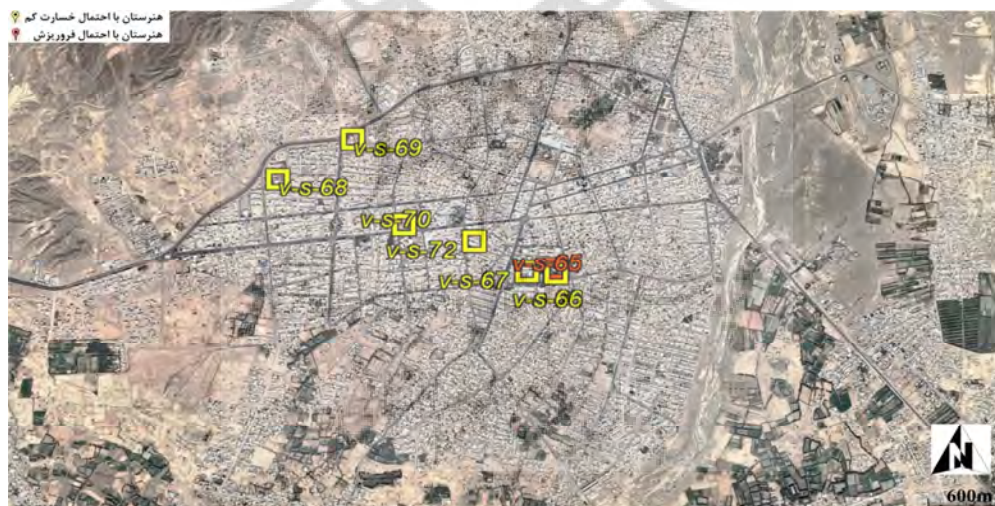 هنرستان با احتمال خسارت کم
هنرستان با احتمال فروریزش
v-s-69
v-s-68
v-s-70
v-s-72
v-s-65
v-s-67
v-s-66
N
600m